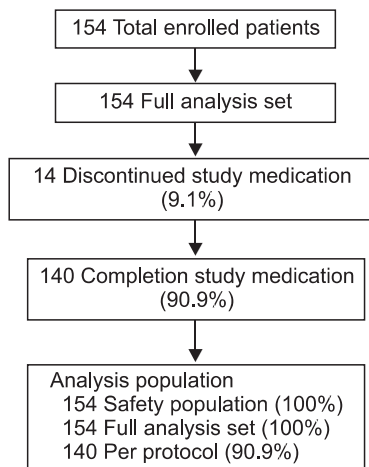 154 Total enrolled patients
154 Full analysis set
14 Discontinued study medication
(9.1%)
140 Completion study medication
(90.9%)
Analysis population
154 Safety population (100%)
154 Full analysis set (100%)
140 Per protocol (90.9%)